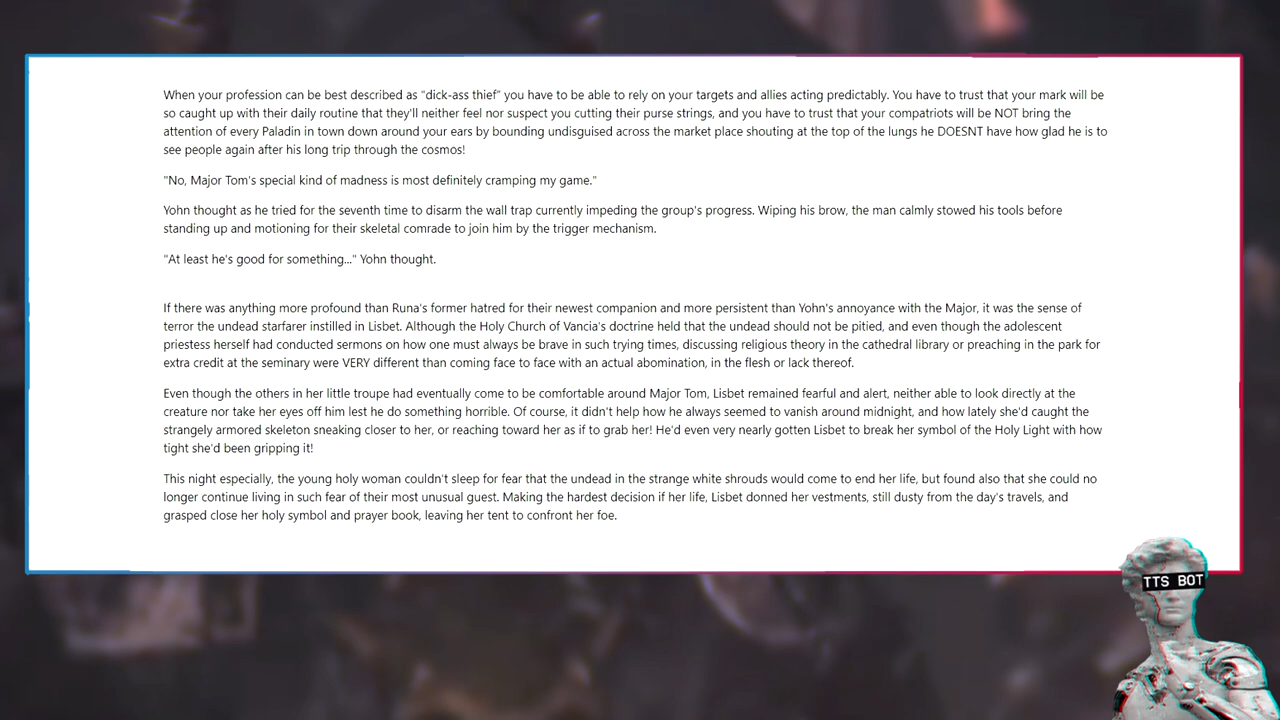 When your profession can be best described as "dick-ass thief" you have to be able to rely on your targets and allies acting predictably. You have to trust that your mark will be
so caught up with their daily routine that they'll neither feel nor suspect you cutting their purse strings, and you have to trust that your compatriots will be NOT bring the
attention of every Paladin in town down around your ears by bounding undisguised across the market place shouting at the top of the lungs he DOESNT have how glad he is to
see people again after his long trip through the cosmos!
"No, Major Tom's special kind of madness is most definitely cramping my game."
Yohn thought as he tried for the seventh time to disarm the wall trap currently impeding the group's progress. Wiping his brow, the man calmly stowed his tools before
standing up and motioning for their skeletal comrade to join him by the trigger mechanism.
"At least he's good for something..." Yohn thought.
If there was anything more profound than Runa's former hatred for their newest companion and more persistent than Yohn's annoyance with the Major, it was the sense of
terror the undead starfarer instilled in Lisbet. Although the Holy Church of Vancia's doctrine held that the undead should not be pitied, and even though the adolescent
priestess herself had conducted sermons on how one must always be brave in such trying times, discussing religious theory in the cathedral library or preaching in the park for
extra credit at the seminary were VERY different than coming face to face with an actual abomination, in the flesh or lack thereof.
Even though the others in her little troupe had eventually come to be comfortable around Major Tom, Lisbet remained fearful and alert, neither able to look directly at the
creature nor take her eyes off him lest he do something horrible. Of course, it didn't help how he always seemed to vanish around midnight, and how lately she'd caught the
strangely armored skeleton sneaking closer to her, or reaching toward her as if to grab her! He'd even very nearly gotten Lisbet to break her symbol of the Holy Light with how
tight she'd been gripping it!
This night especially, the young holy woman couldn't sleep for fear that the undead in the strange white shrouds would come to end her life, but found also that she could no
longer continue living in such fear of their most unusual guest. Making the hardest decision if her life, Lisbet donned her vestments, still dusty from the day's travels, and
grasped close her holy symbol and prayer book, leaving her tent to confront her foe.
TTS BOT